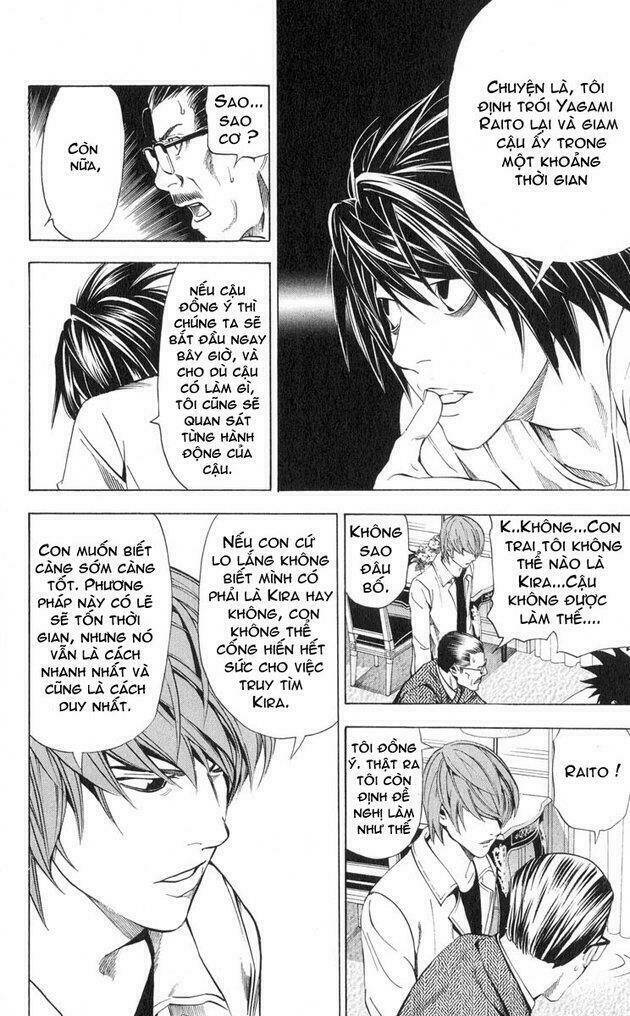 CHUYỆN LÀ, TÔI
ĐỊNH TRÓI YAGAMI
RAITO LẠI VÀ GIAM
CẬU ẤY TRONG
MỘT KHOẢNG
THỜI GIAN
SAO...
SAO
CƠ ?
CÒN
NỮA,
NẾU CẬU
ĐỒNG Ý THÌ
CHÚNG TA SẼ
BẮT ĐẦU NGAY
BÂY GIỜ, VÀ
CHO DÙ CẬU
CÓ LÀM GÌ,
TÔI CŨNG SẼ
QUAN SÁT
TỪNG HÀNH
ĐỘNG CỦA
CẬU.
K..KHÔNG...CON
TRAI TÔI KHÔNG
THỂ NÀO LÀ
KIRA...CẬU
KHÔNG ĐƯỢC
LÀM THẾ....
KHÔNG
SAO
ĐÂU
BỐ.
RAITO !
TÔI ĐỒNG
Ý. THẬT RA
TÔI CÒN
ĐỊNH ĐỀ
NGHỊ LÀM
NHƯ THẾ
NẾU CON CỨ
LO LẮNG KHÔNG
BIẾT MÌNH CÓ
PHẢI LÀ KIRA HAY
KHÔNG, CON
KHÔNG THỂ
CỐNG HIẾN HẾT
SỨC CHO VIỆC
TRUY TÌM
KIRA.
CON MUỐN BIẾT
CÀNG SỚM CÀNG
TỐT. PHƯƠNG
PHÁP NÀY CÓ LẼ
SẼ TỐN THỜI
GIAN, NHƯNG NÓ
VẪN LÀ CÁCH
NHANH NHẤT VÀ
CŨNG LÀ CÁCH
DUY NHẤT.